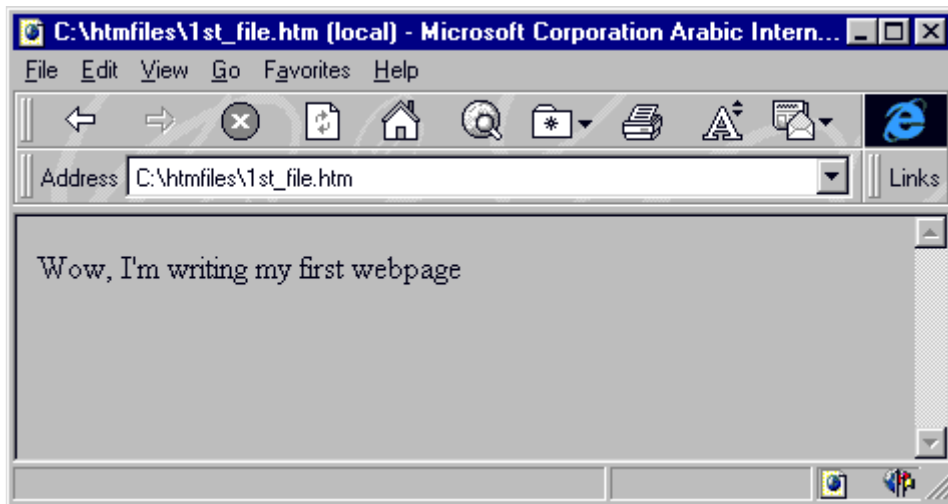 C:\htmfiles\1st_file.htm (local) - Microsoft Corporation Arabic Intern...
File Edit View Go Favorites Help
Address C:\htmfiles\1st_file.htm Links
Wow, I'm writing my first webpage